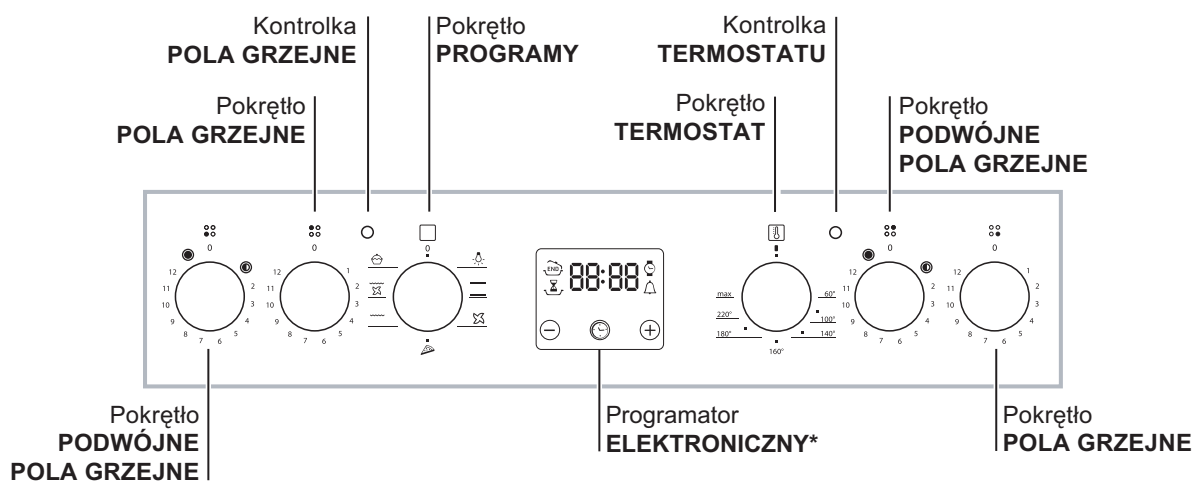 Kontrolka
POLA GRZEJNE
Pokrętło
PROGRAMY
Kontrolka
TERMOSTATU
Pokrętło
POLA GRZEJNE
Pokrętło
TERMOSTAT
Pokrętło
PODWÓJNE
POLA GRZEJNE
0
12
11
10
9
8
7
6
5
4
3
2
0
12
11
10
9
8
7
6
5
4
3
2
1
0
END
88:88
max
220°
180°
160°
140°
100°
60°
0
12
11
10
9
8
7
6
5
4
3
2
0
12
11
10
9
8
7
6
5
4
3
2
1
Pokrętło
PODWÓJNE
POLA GRZEJNE
Programator
ELEKTRONICZNY*
Pokrętło
POLA GRZEJNE